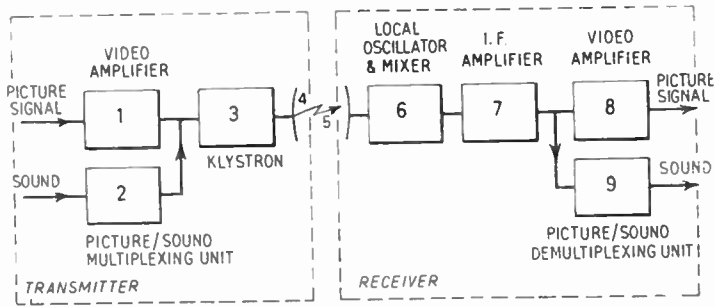 VIDEO
AMPLIFIER
PICTURE
SIGNAL
1
3
KLYSTRON
SOUND
2
PICTURE/SOUND
MULTIPLEXING UNIT
TRANSMITTER
4
5
LOCAL
OSCILLATOR
& MIXER
I.F.
AMPLIFIER
VIDEO
AMPLIFIER
PICTURE
SIGNAL
6
7
8
SOUND
9
PICTURE/SOUND
DEMULTIPLEXING UNIT
RECEIVER